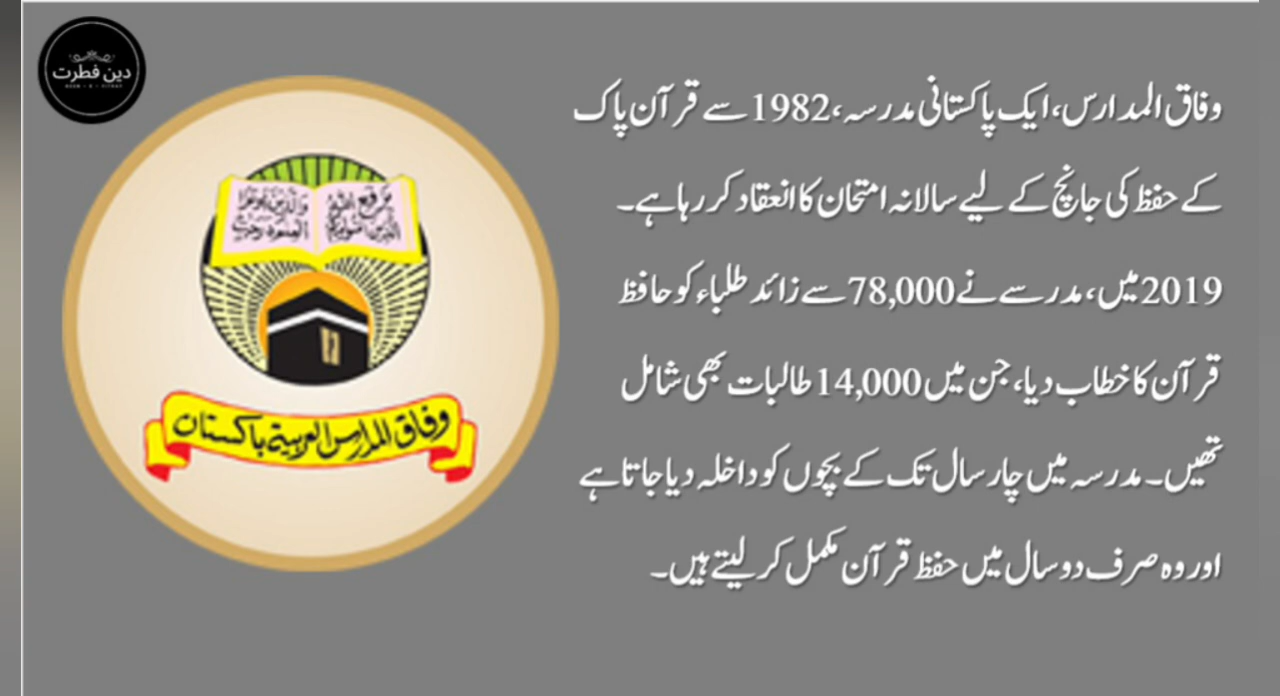 دین فطرت
DEEN - E - FITRAT
وفاق المدارس، ایک پاکستانی مدرسہ، 1982 سے قرآن پاک
کے حفظ کی جانچ کے لیے سالانہ امتحان کا انعقاد کر رہا ہے۔
2019 میں، مدرسے نے 78,000 سے زائد طلباء کو حافظ
قرآن کا خطاب دیا، جن میں 14,000 طالبات بھی شامل
تھیں۔ مدرسہ میں چار سال تک کے بچوں کو داخلہ دیا جاتا ہے
اور وہ صرف دو سال میں حفظ قرآن مکمل کر لیتے ہیں۔
وفاق المدارس العربیہ پاکستان